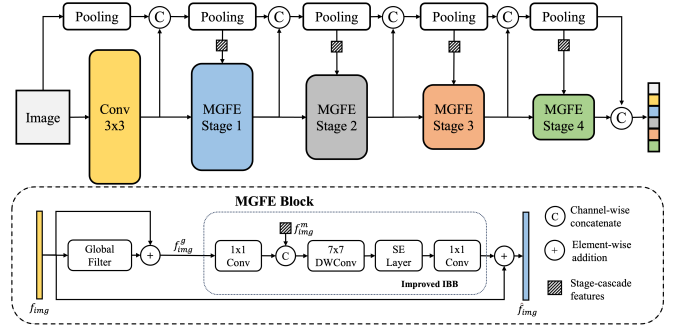 Pooling C Pooling C Pooling C Pooling C Pooling
Image
Conv
3x3
MGFE
Stage 1
MGFE
Stage 2
MGFE
Stage 3
MGFE
Stage 4
C
MGFE Block
f_img
Global
Filter
+
f^g_img
f^m_img
1x1
Conv
C
7x7
DWConv
SE
Layer
1x1
Conv
Improved IBB
+
f̂_img
C
Channel-wise
concatenate
+
Element-wise
addition
Stage-cascade
features